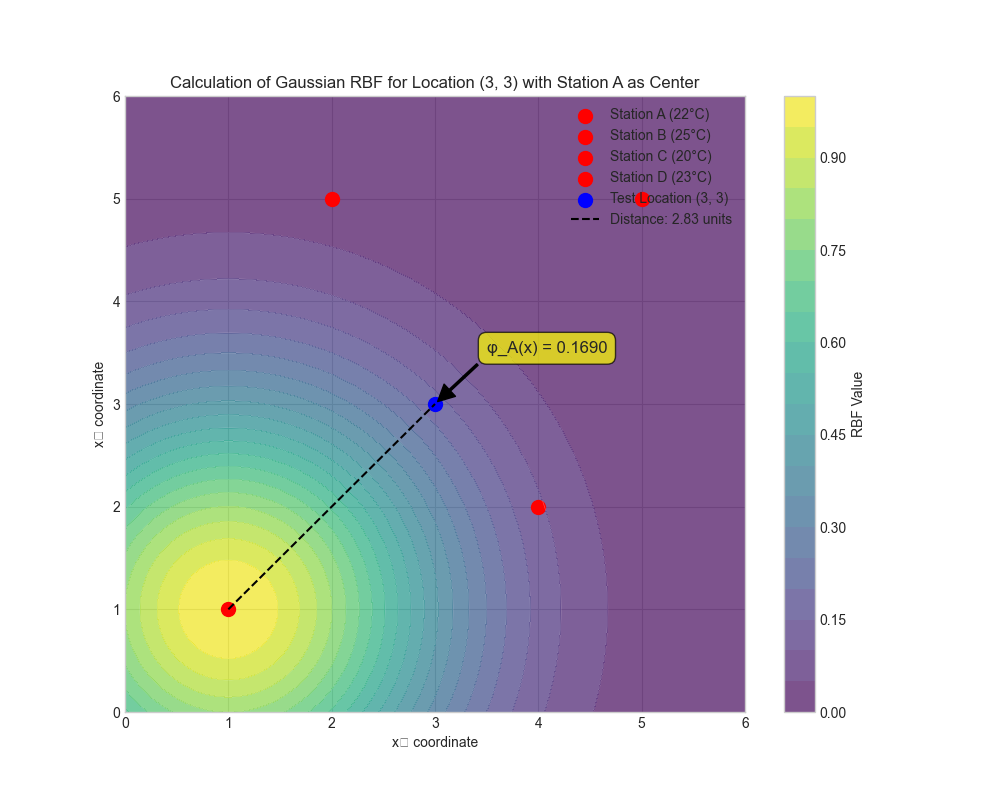 Calculation of Gaussian RBF for Location (3, 3) with Station A as Center
6
5
4
3
2
1
0
x□ coordinate
Station A (22°C)
Station B (25°C)
Station C (20°C)
Station D (23°C)
Test Location (3, 3)
Distance: 2.83 units
φ_A(x) = 0.1690
0 1 2 3 4 5 6
x□ coordinate
0.90
0.75
0.60
0.45
0.30
0.15
0.00
RBF Value